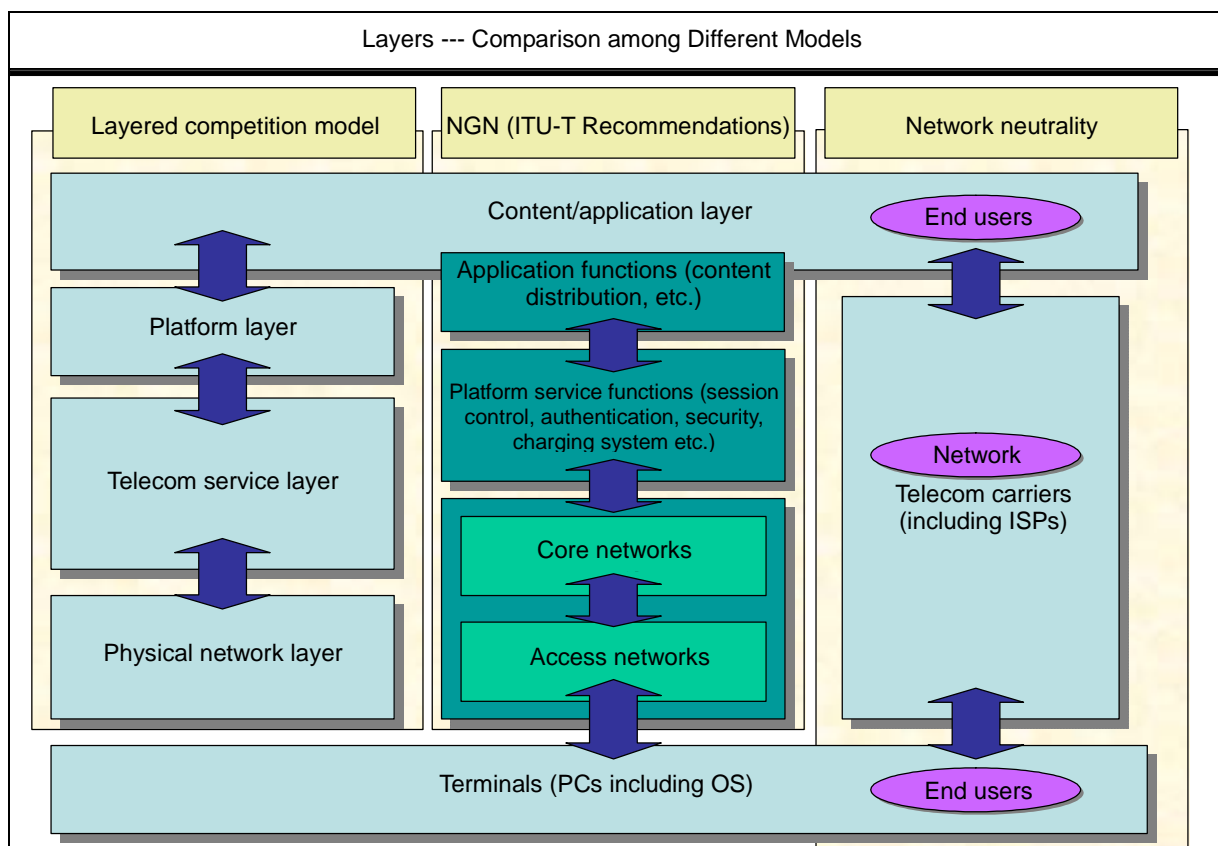 Layers --- Comparison among Different Models
Layered competition model
NGN (ITU-T Recommendations)
Network neutrality
Content/application layer
End users
Application functions (content
distribution, etc.)
Platform layer
Platform service functions (session
control, authentication, security,
charging system etc.)
Telecom service layer
Network
Telecom carriers
(including ISPs)
Core networks
Physical network layer
Access networks
Terminals (PCs including OS)
End users